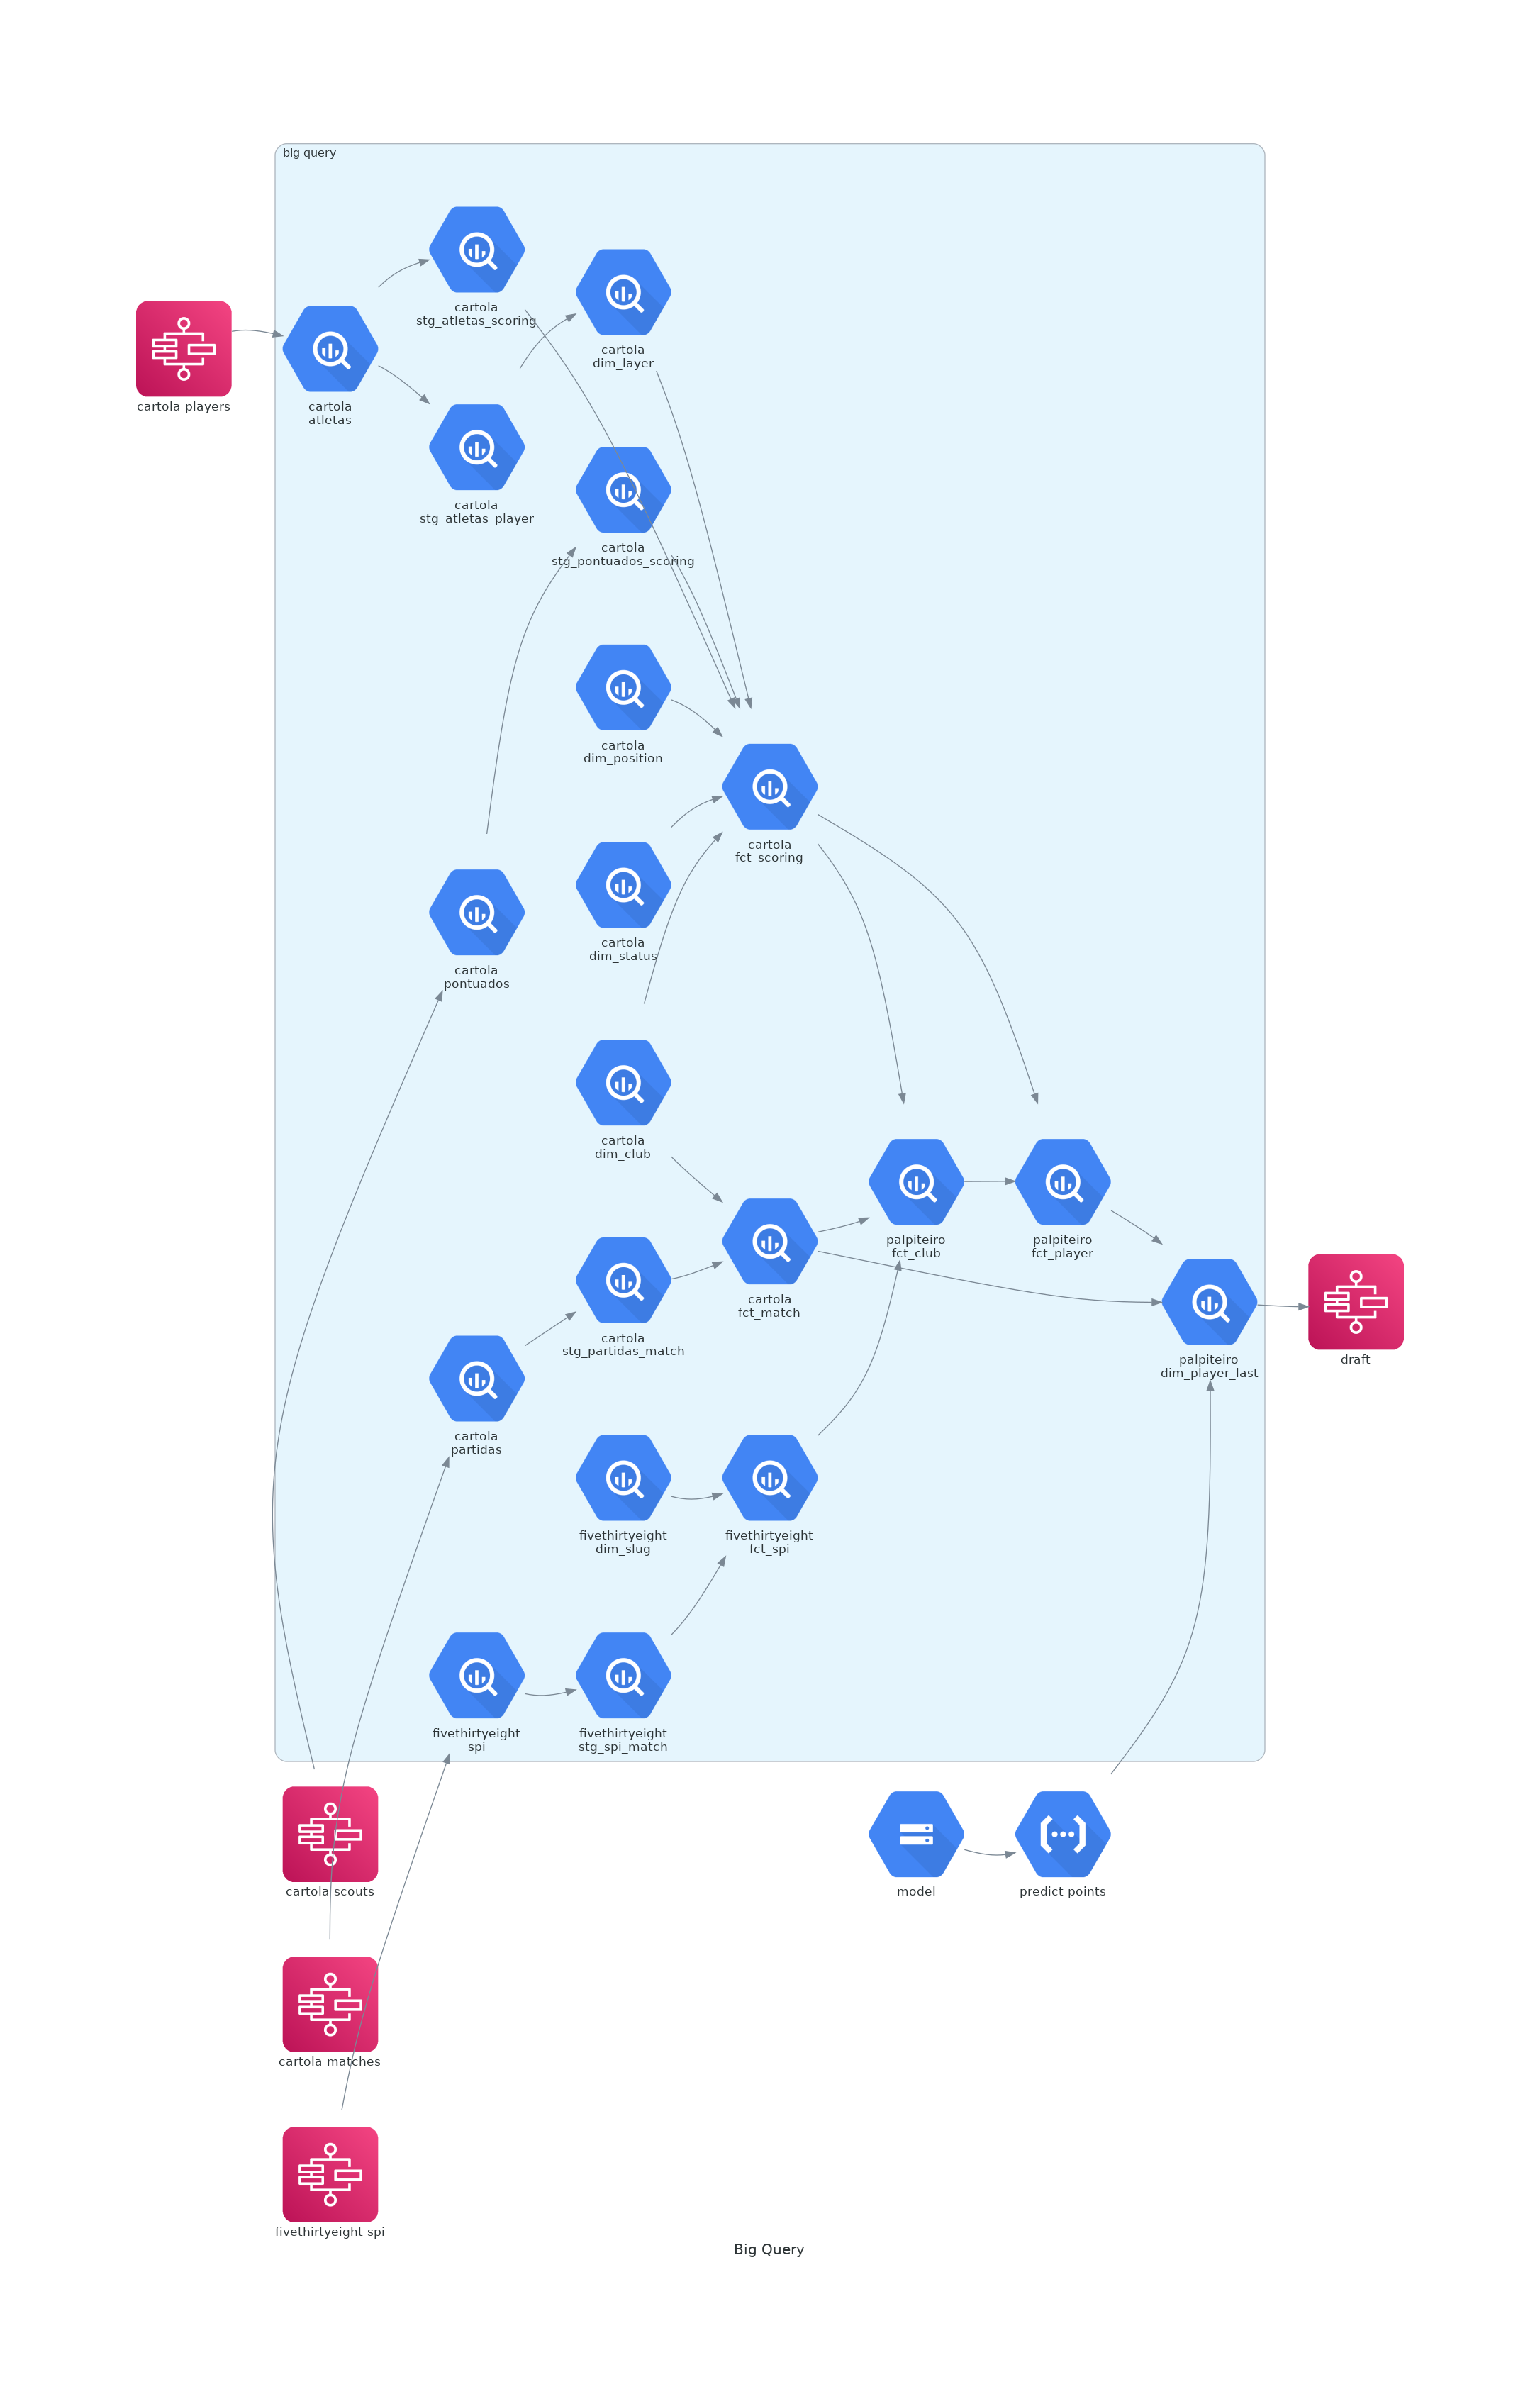 big query
cartola
stg_atletas_scoring
cartola
dim_layer
cartola players
cartola
atletas
cartola
stg_atletas_player
cartola
stg_pontuados_scoring
cartola
dim_position
cartola
fct_scoring
cartola
dim_status
cartola
pontuados
cartola
dim_club
palpiteiro
fct_club
palpiteiro
fct_player
cartola
fct_match
cartola
stg_partidas_match
palpiteiro
dim_player_last
draft
cartola
partidas
fivethirtyeight
dim_slug
fivethirtyeight
fct_spi
fivethirtyeight
spi
fivethirtyeight
stg_spi_match
cartola scouts
model
predict points
cartola matches
fivethirtyeight spi
Big Query